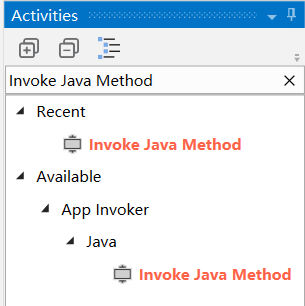 Activities
Invoke Java Method
Recent
Invoke Java Method
Available
App Invoker
Java
Invoke Java Method